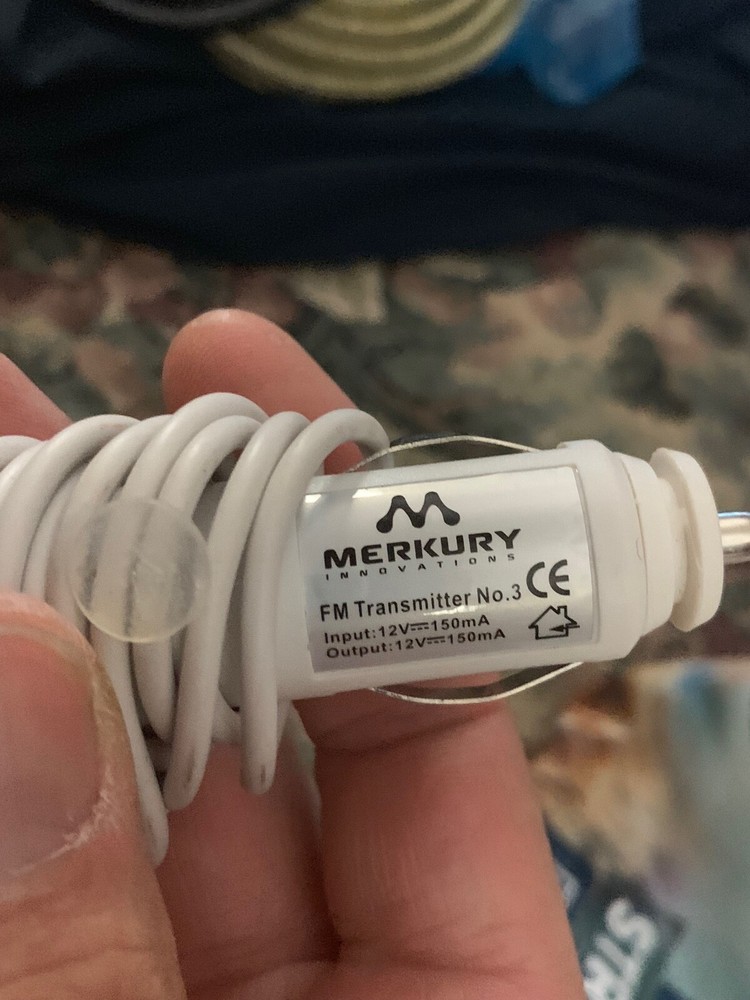 MERKURY
INNOVATIONS
FM Transmitter No.3
CE
Input:12V⎓150mA
Output:12V⎓150mA